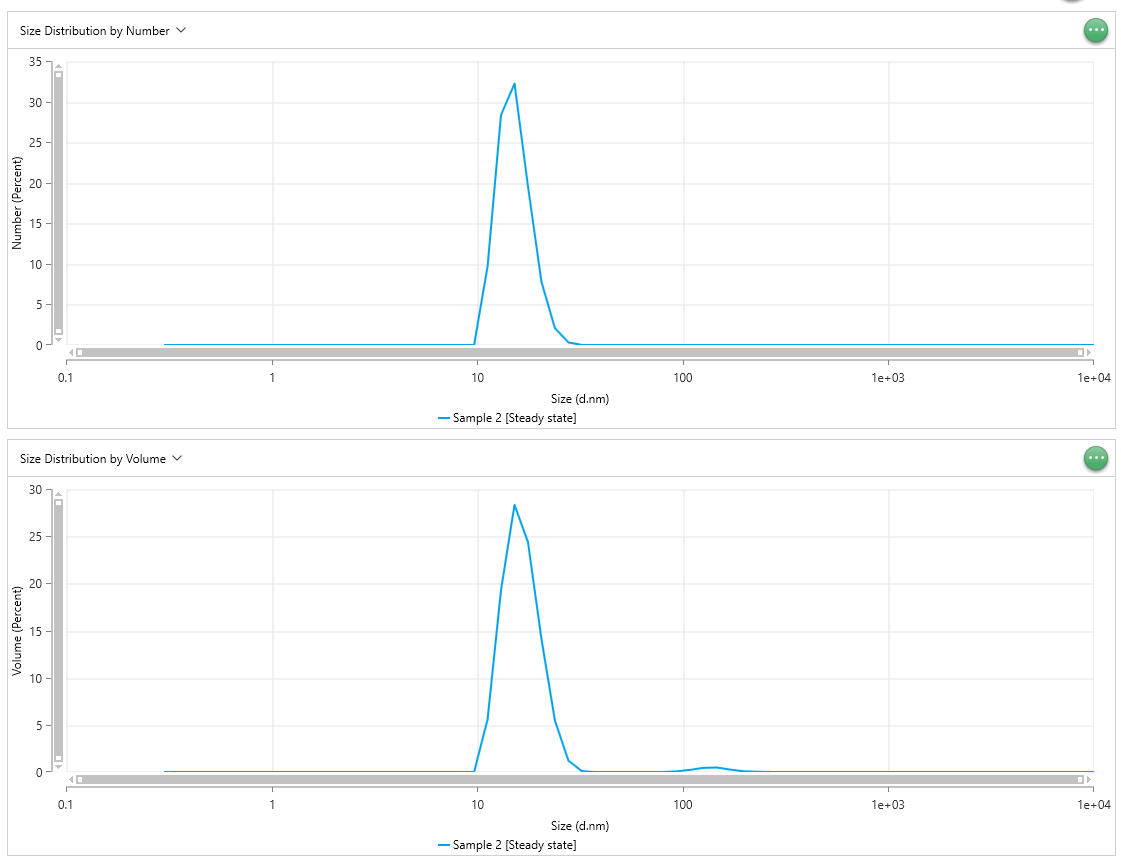 Size Distribution by Number
35
30
25
20
15
10
5
0
Number (Percent)
0.1 1 10 100 1e+03 1e+04
Size (d.nm)
Sample 2 [Steady state]
Size Distribution by Volume
30
25
20
15
10
5
0
Volume (Percent)
0.1 1 10 100 1e+03 1e+04
Size (d.nm)
Sample 2 [Steady state]